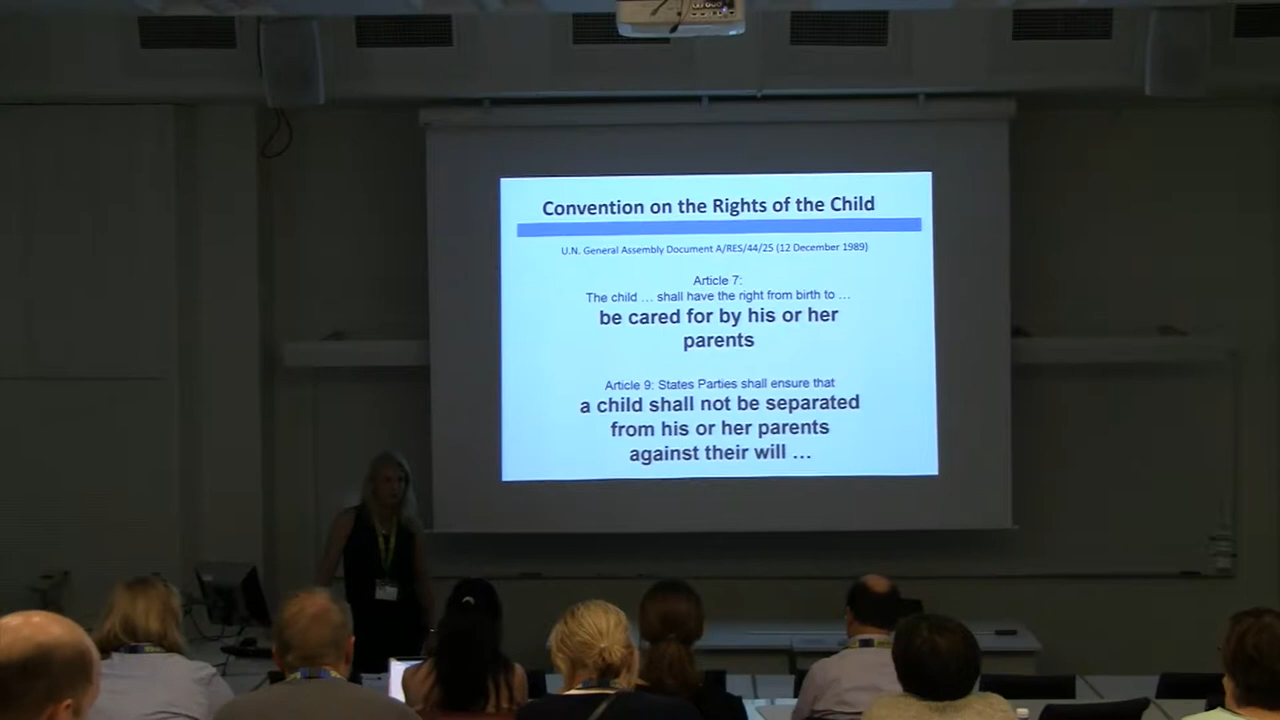 Convention on the Rights of the Child
U.N. General Assembly Document A/RES/44/25 (12 December 1989)
Article 7:
The child … shall have the right from birth to …
be cared for by his or her
parents
Article 9: States Parties shall ensure that
a child shall not be separated
from his or her parents
against their will …